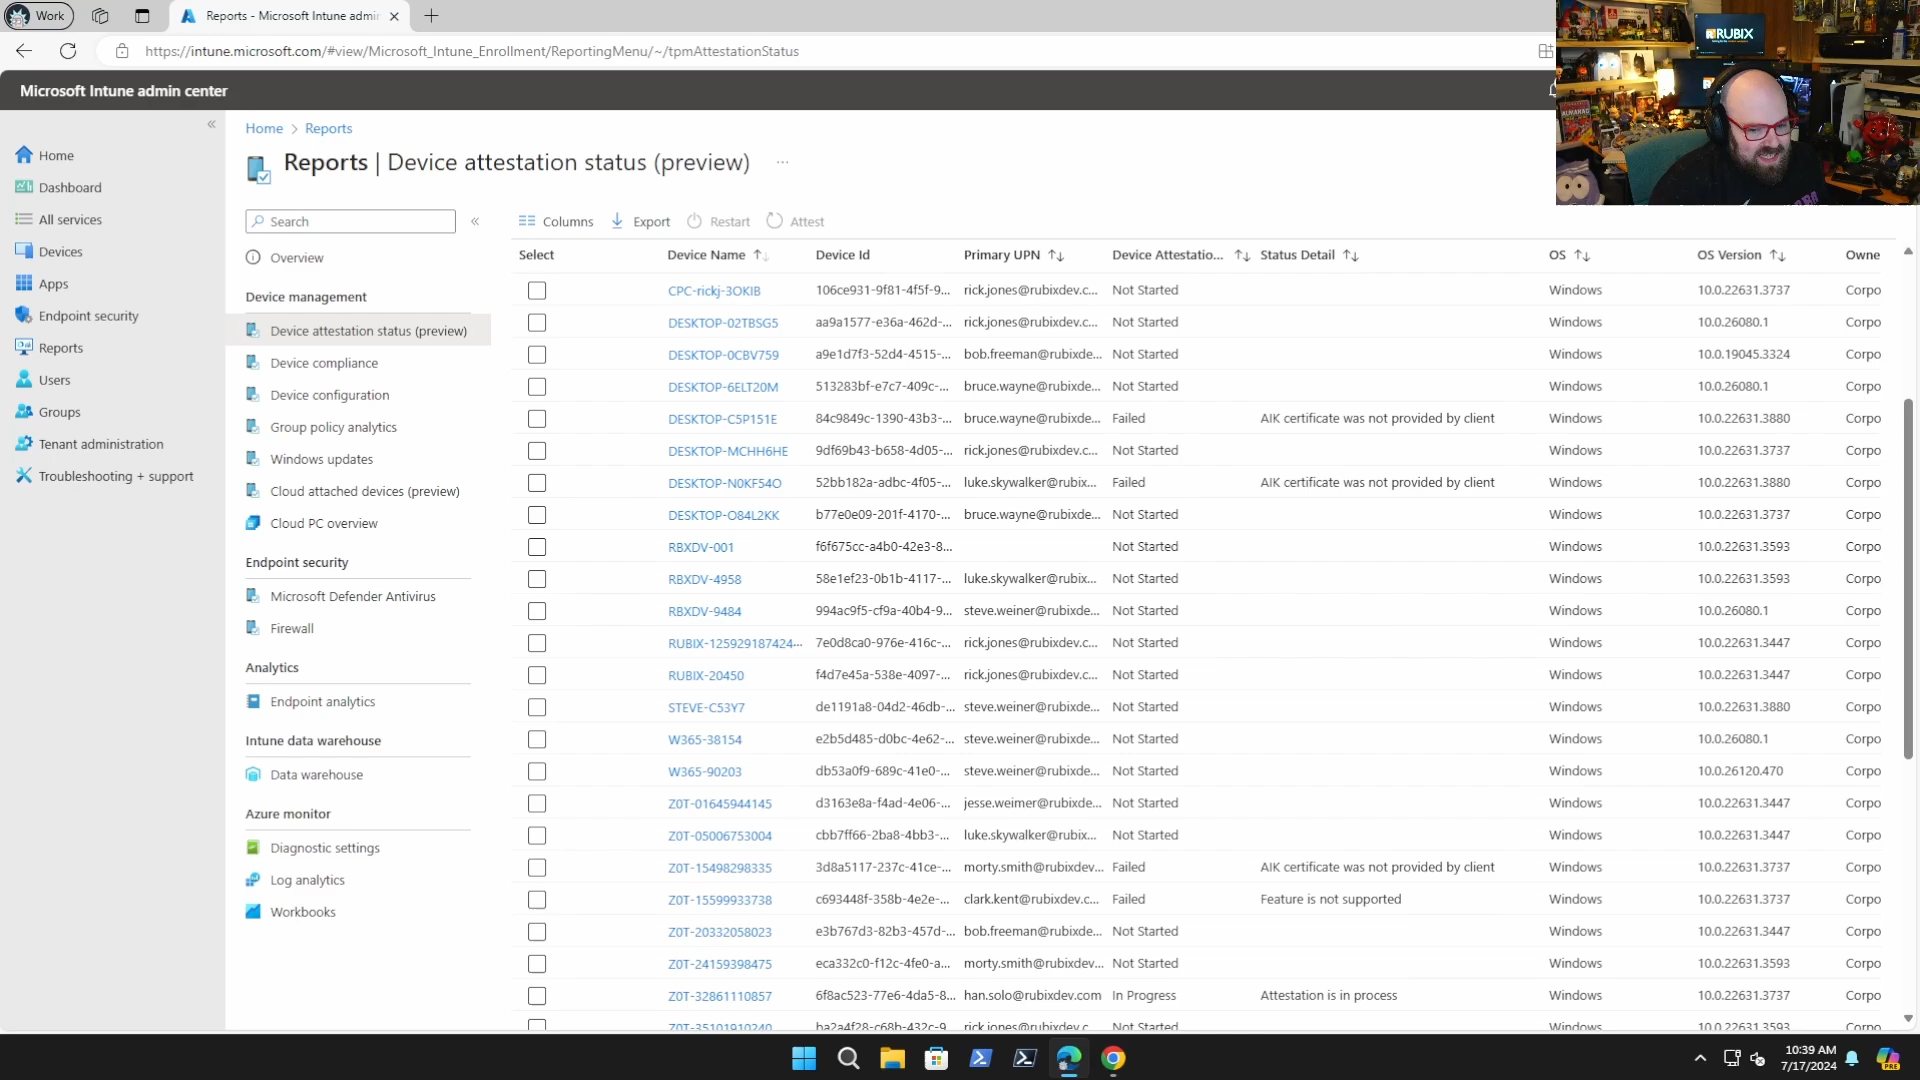 Work
Reports - Microsoft Intune admin
https://intune.microsoft.com/#view/Microsoft_Intune_Enrollment/ReportingMenu/~/tpmAttestationStatus
RUBIX
Microsoft Intune admin center
Home
Dashboard
All services
Devices
Apps
Endpoint security
Reports
Users
Groups
Tenant administration
Troubleshooting + support
Home > Reports
Reports | Device attestation status (preview) ...
Search
Overview
Device management
Device attestation status (preview)
Device compliance
Device configuration
Group policy analytics
Windows updates
Cloud attached devices (preview)
Cloud PC overview
Endpoint security
Microsoft Defender Antivirus
Firewall
Analytics
Endpoint analytics
Intune data warehouse
Data warehouse
Azure monitor
Diagnostic settings
Log analytics
Workbooks
Columns Export Restart Attest
Select Device Name Device Id Primary UPN Device Attestatio... Status Detail OS OS Version Owne
CPC-rickj-3OKIB 106ce931-9f81-4f5f-9... rick.jones@rubixdev.c... Not Started Windows 10.0.22631.3737 Corpo
DESKTOP-02TBSG5 aa9a1577-e36a-462d-... rick.jones@rubixdev.c... Not Started Windows 10.0.26080.1 Corpo
DESKTOP-0CBV759 a9e1d7f3-52d4-4515-... bob.freeman@rubixde... Not Started Windows 10.0.19045.3324 Corpo
DESKTOP-6ELT20M 513283bf-e7c7-409c-... bruce.wayne@rubixde... Not Started Windows 10.0.26080.1 Corpo
DESKTOP-C5P151E 84c9849c-1390-43b3-... bruce.wayne@rubixde... Failed AIK certificate was not provided by client Windows 10.0.22631.3880 Corpo
DESKTOP-MCHH6HE 9df69b43-b658-4d05-... rick.jones@rubixdev.c... Not Started Windows 10.0.22631.3737 Corpo
DESKTOP-N0KF54O 52bb182a-adbc-4f05-... luke.skywalker@rubix... Failed AIK certificate was not provided by client Windows 10.0.22631.3880 Corpo
DESKTOP-O84L2KK b77e0e09-201f-4170-... bruce.wayne@rubixde... Not Started Windows 10.0.22631.3737 Corpo
RBXDV-001 f6f675cc-a4b0-42e3-8... Not Started Windows 10.0.22631.3593 Corpo
RBXDV-4958 58e1ef23-0b1b-4117-... luke.skywalker@rubix... Not Started Windows 10.0.22631.3593 Corpo
RBXDV-9484 994ac9f5-cf9a-40b4-9... steve.weiner@rubixde... Not Started Windows 10.0.26080.1 Corpo
RUBIX-125929187424... 7e0d8ca0-976e-416c-... rick.jones@rubixdev.c... Not Started Windows 10.0.22631.3447 Corpo
RUBIX-20450 f4d7e45a-538e-4097-... rick.jones@rubixdev.c... Not Started Windows 10.0.22631.3447 Corpo
STEVE-C53Y7 de1191a8-04d2-46db-... steve.weiner@rubixde... Not Started Windows 10.0.22631.3880 Corpo
W365-38154 e2b5d485-d0bc-4e62-... steve.weiner@rubixde... Not Started Windows 10.0.26080.1 Corpo
W365-90203 db53a0f9-689c-41e0-... steve.weiner@rubixde... Not Started Windows 10.0.26120.470 Corpo
Z0T-01645944145 d3163e8a-f4ad-4e06-... jesse.weimer@rubixde... Not Started Windows 10.0.22631.3447 Corpo
Z0T-05006753004 cbb7ff66-2ba8-4bb3-... luke.skywalker@rubix... Not Started Windows 10.0.22631.3447 Corpo
Z0T-15498298335 3d8a5117-237c-41ce-... morty.smith@rubixdev... Failed AIK certificate was not provided by client Windows 10.0.22631.3737 Corpo
Z0T-15599933738 c693448f-358b-4e2e-... clark.kent@rubixdev.c... Failed Feature is not supported Windows 10.0.22631.3737 Corpo
Z0T-20332058023 e3b767d3-82b3-457d-... bob.freeman@rubixde... Not Started Windows 10.0.22631.3447 Corpo
Z0T-24159398475 eca332c0-f12c-4fe0-a... morty.smith@rubixdev... Not Started Windows 10.0.22631.3593 Corpo
Z0T-32861110857 6f8ac523-77e6-4da5-8... han.solo@rubixdev.com In Progress Attestation is in process Windows 10.0.22631.3737 Corpo
Z0T-35101910240 ba2a4f28-c68b-432c-9 rick.jones@rubixdev.c Not Started Windows 10.0.22631.3593 Corpo
10:39 AM
7/17/2024